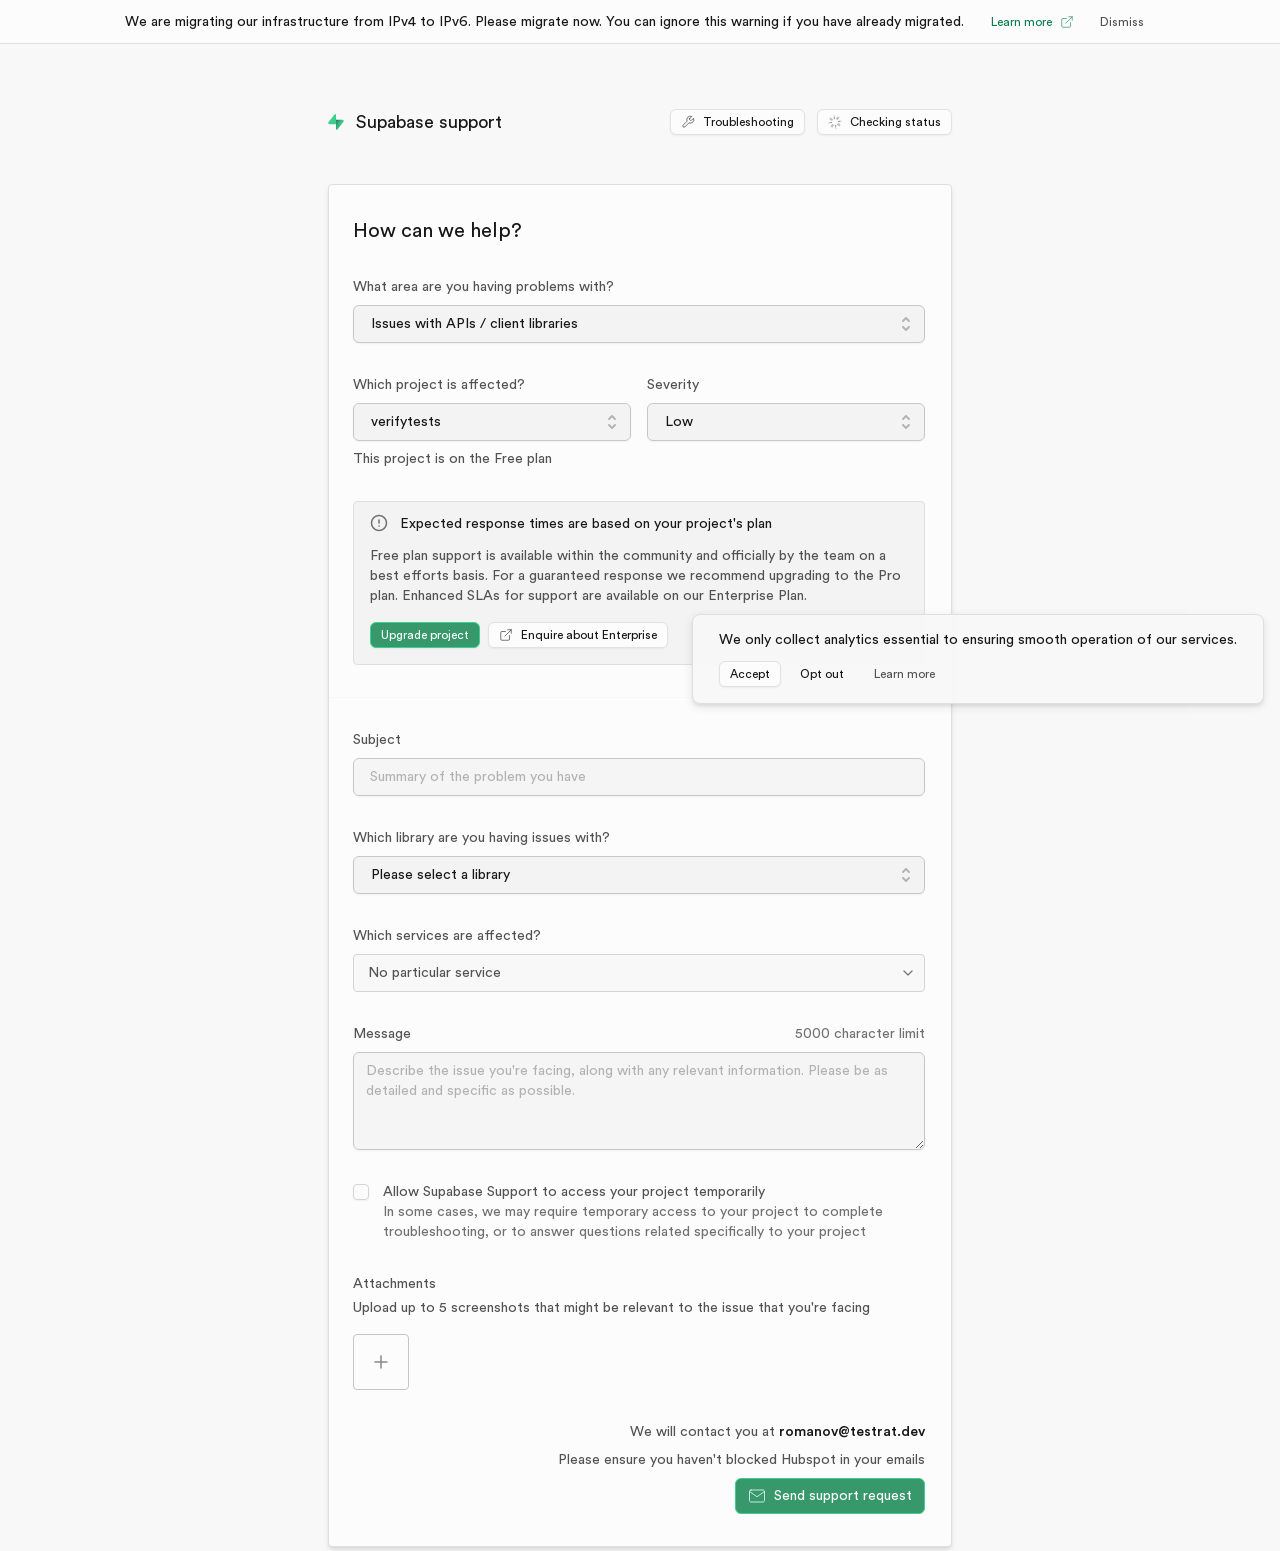 We are migrating our infrastructure from IPv4 to IPv6. Please migrate now. You can ignore this warning if you have already migrated. Learn more Dismiss
Supabase support Troubleshooting Checking status
How can we help?
What area are you having problems with?
Issues with APIs / client libraries
Which project is affected? Severity
verifytests Low
This project is on the Free plan
Expected response times are based on your project's plan
Free plan support is available within the community and officially by the team on a
best efforts basis. For a guaranteed response we recommend upgrading to the Pro
plan. Enhanced SLAs for support are available on our Enterprise Plan.
Upgrade project Enquire about Enterprise
We only collect analytics essential to ensuring smooth operation of our services.
Accept Opt out Learn more
Subject
Summary of the problem you have
Which library are you having issues with?
Please select a library
Which services are affected?
No particular service
Message 5000 character limit
Describe the issue you're facing, along with any relevant information. Please be as
detailed and specific as possible.
Allow Supabase Support to access your project temporarily
In some cases, we may require temporary access to your project to complete
troubleshooting, or to answer questions related specifically to your project
Attachments
Upload up to 5 screenshots that might be relevant to the issue that you're facing
We will contact you at romanov@testrat.dev
Please ensure you haven't blocked Hubspot in your emails
Send support request